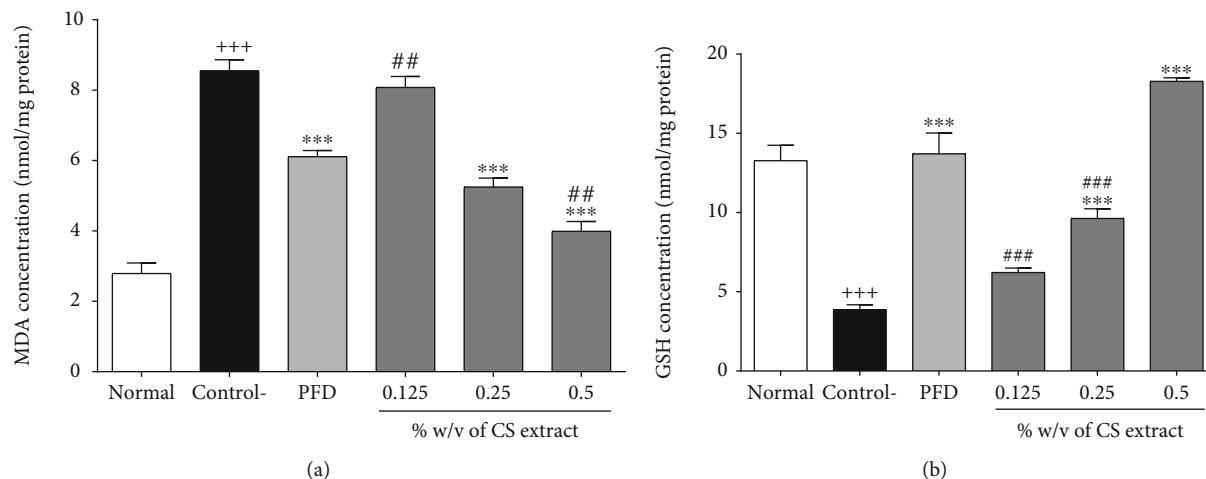 MDA concentration (nmol/mg protein)
10
8
6
4
2
0
+++
***
##
***
##
***
Normal
Control-
PFD
0.125
0.25
0.5
% w/v of CS extract
(a)
GSH concentration (nmol/mg protein)
20
15
10
5
0
+++
***
###
###
***
***
Normal
Control-
PFD
0.125
0.25
0.5
% w/v of CS extract
(b)